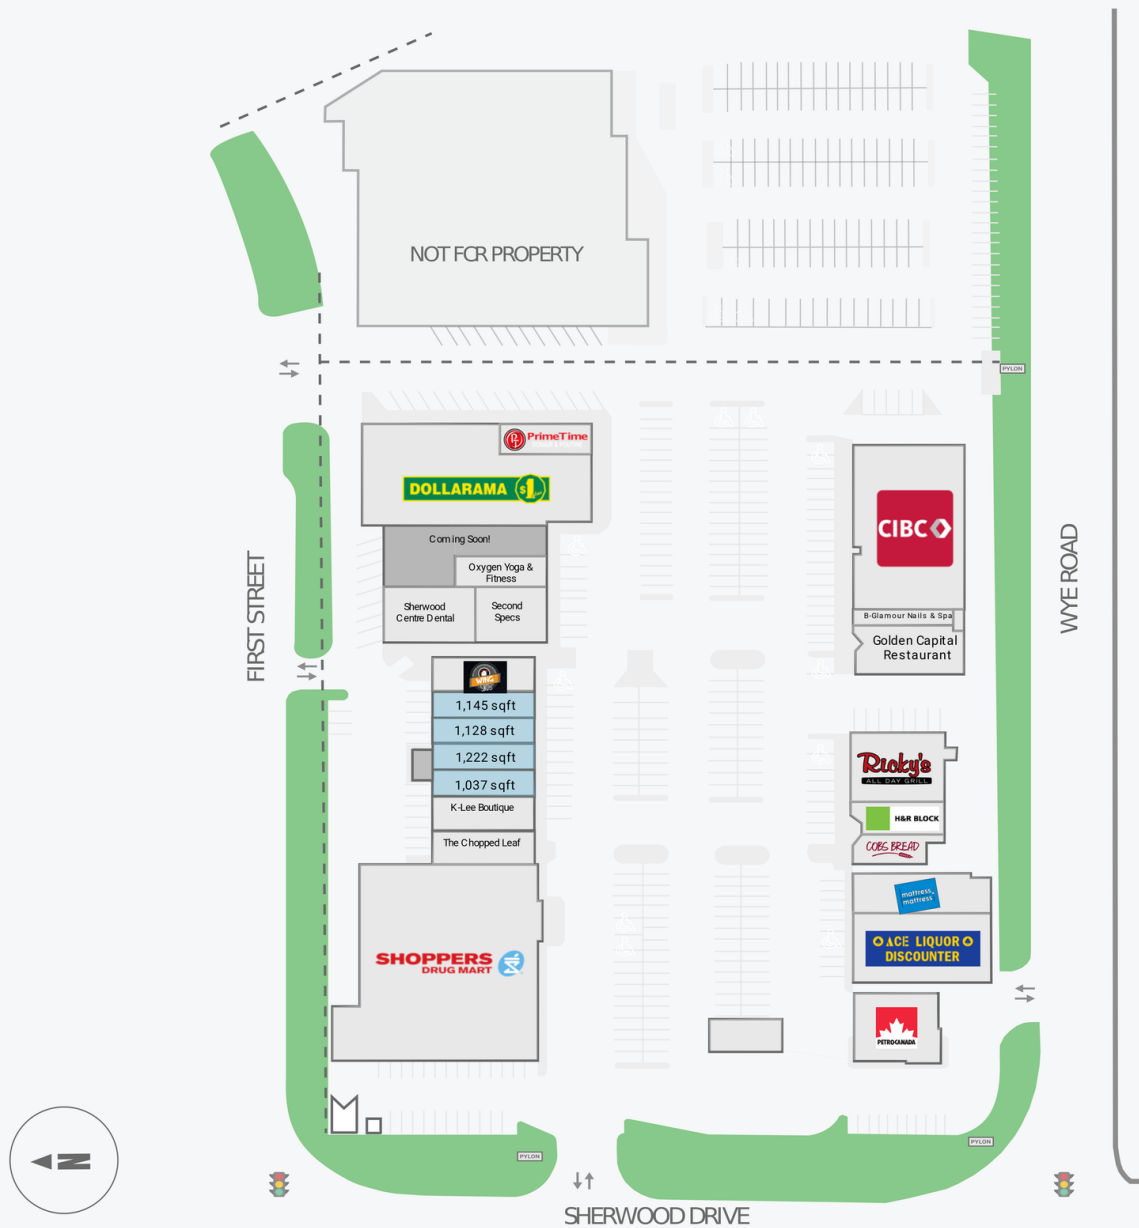 NOT FCR PROPERTY
PYLON
PrimeTime
DOLLARAMA $1
Coming Soon!
Oxygen Yoga &
Fitness
Sherwood
Centre Dental
Second
Specs
CIBC
B-Glamour Nails & Spa
Golden Capital
Restaurant
FIRST STREET
WYE ROAD
WING
1,145 sqft
1,128 sqft
1,222 sqft
1,037 sqft
K-Lee Boutique
The Chopped Leaf
Ricky's
ALL DAY GRILL
H&R BLOCK
COBS BREAD
mattress
mattress
ACE LIQUOR
DISCOUNTER
SHOPPERS
DRUG MART
PETRO-CANADA
PYLON
PYLON
N
SHERWOOD DRIVE